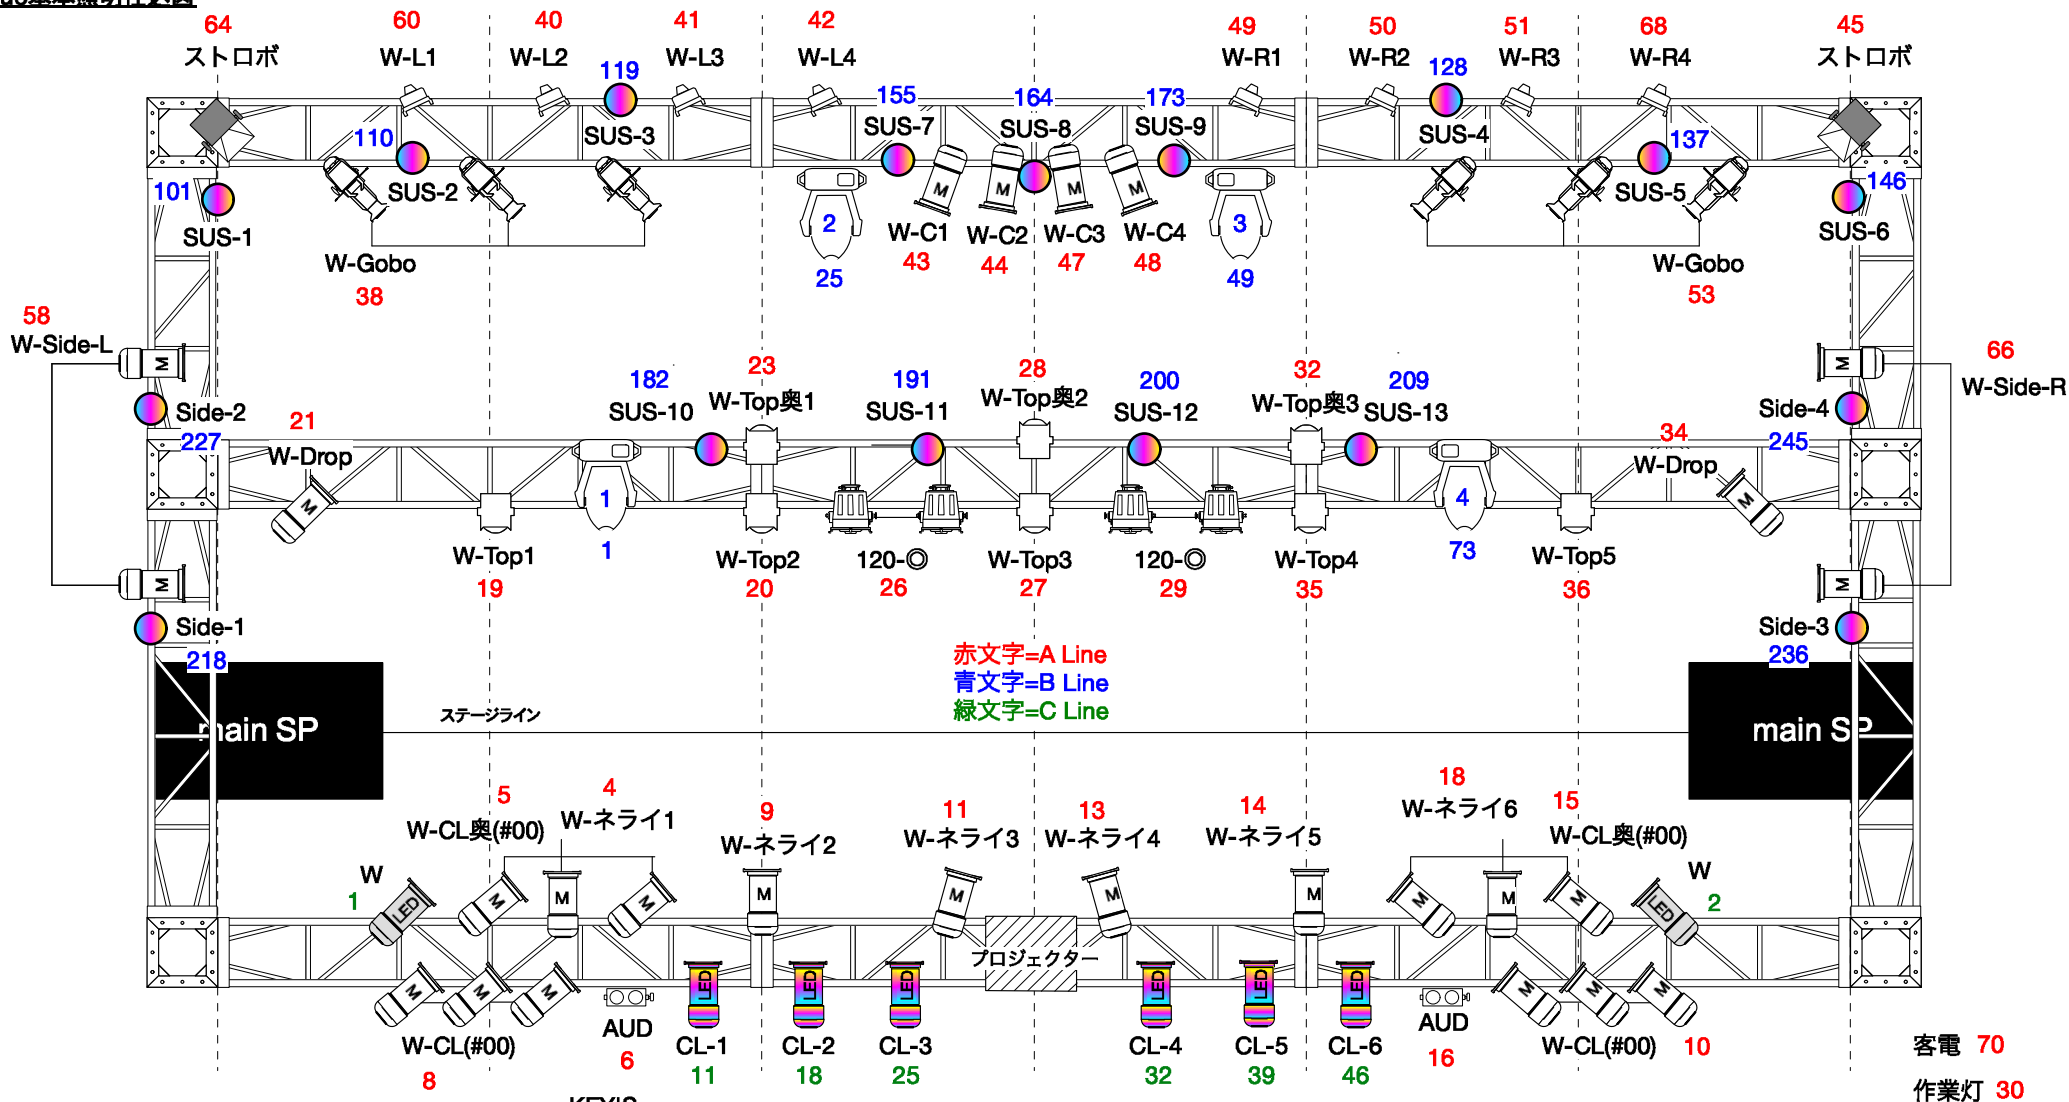 64
ストロボ
60
W-L1
40
W-L2
41
W-L3
42
W-L4
49
W-R1
50
W-R2
51
W-R3
68
W-R4
45
ストロボ
119
SUS-3
128
SUS-4
110
SUS-2
155
SUS-7
164
SUS-8
173
SUS-9
137
SUS-5
101
SUS-1
146
SUS-6
M
M
M
M
2
25
3
49
W-C1
43
W-C2
44
W-C3
47
W-C4
48
W-Gobo
38
W-Gobo
53
58
W-Side-L
M
66
W-Side-R
M
Side-2
227
Side-4
245
21
W-Drop
M
182
SUS-10
23
W-Top奥1
191
SUS-11
28
W-Top奥2
200
SUS-12
32
W-Top奥3
209
SUS-13
34
W-Drop
M
1
1
4
73
W-Top1
19
W-Top2
20
120-◎
26
W-Top3
27
120-◎
29
W-Top4
35
W-Top5
36
M
M
Side-1
218
Side-3
236
赤文字=A Line
青文字=B Line
緑文字=C Line
main SP
ステージライン
main SP
5
W-CL奥(#00)
4
W-ネライ1
9
W-ネライ2
11
W-ネライ3
13
W-ネライ4
14
W-ネライ5
18
W-ネライ6
15
W-CL奥(#00)
W
1
LED
M
M
M
M
M
M
M
M
M
M
LED
W
2
プロジェクター
M
M
M
LED
LED
LED
LED
LED
LED
M
M
M
W-CL(#00)
8
AUD
6
CL-1
11
CL-2
18
CL-3
25
CL-4
32
CL-5
39
CL-6
46
AUD
16
W-CL(#00)
10
客電 70
作業灯 30